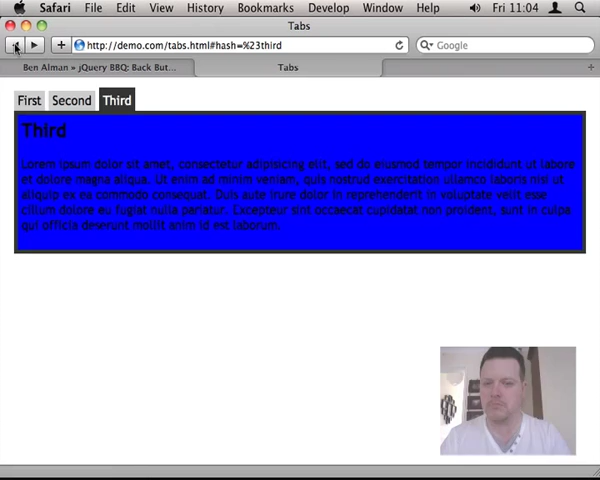 Safari File Edit View History Bookmarks Develop Window Help Fri 11:04
Tabs
http://demo.com/tabs.html#hash=%23third
Google
Ben Alman » jQuery BBQ: Back But...
Tabs
First Second Third
Third
Lorem ipsum dolor sit amet, consectetur adipisicing elit, sed do eiusmod tempor incididunt ut labore
et dolore magna aliqua. Ut enim ad minim veniam, quis nostrud exercitation ullamco laboris nisi ut
aliquip ex ea commodo consequat. Duis aute irure dolor in reprehenderit in voluptate velit esse
cillum dolore eu fugiat nulla pariatur. Excepteur sint occaecat cupidatat non proident, sunt in culpa
qui officia deserunt mollit anim id est laborum.